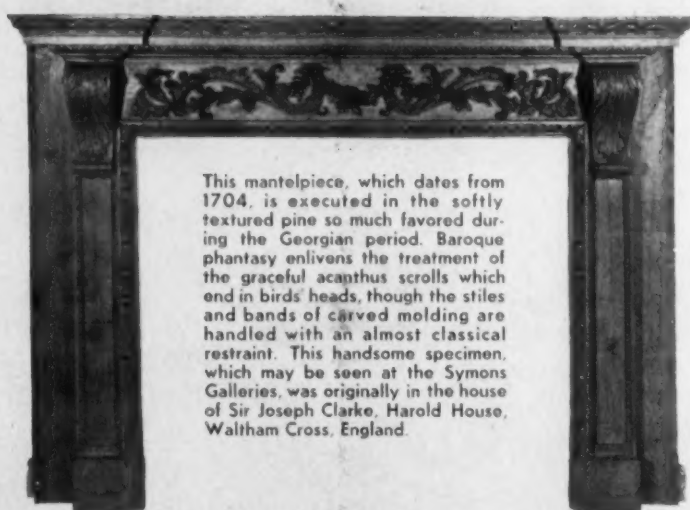 This mantelpiece, which dates from
1704, is executed in the softly
textured pine so much favored dur-
ing the Georgian period. Baroque
phantasy enlivens the treatment of
the graceful acanthus scrolls which
end in birds' heads, though the stiles
and bands of carved molding are
handled with an almost classical
restraint. This handsome specimen,
which may be seen at the Symons
Galleries, was originally in the house
of Sir Joseph Clarke, Harold House,
Waltham Cross, England.